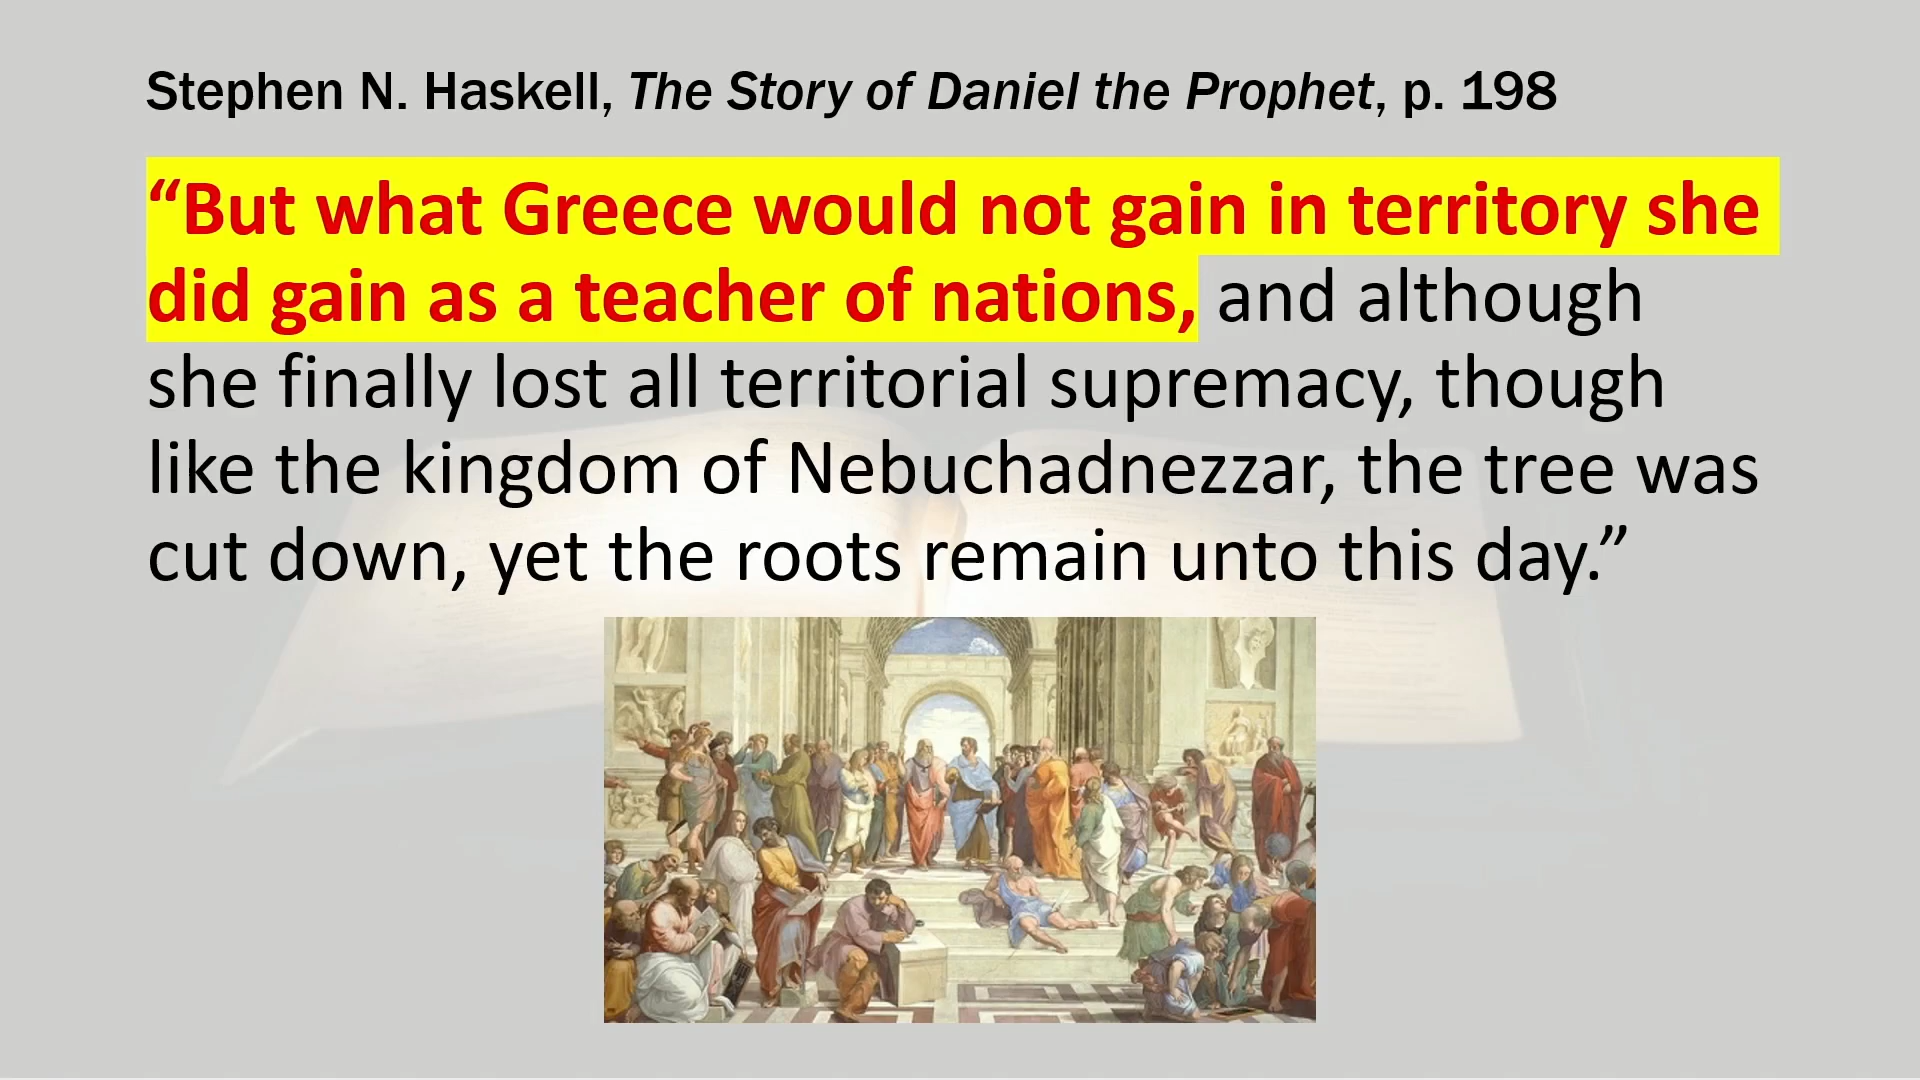 Stephen N. Haskell, The Story of Daniel the Prophet, p. 198
“But what Greece would not gain in territory she
did gain as a teacher of nations, and although
she finally lost all territorial supremacy, though
like the kingdom of Nebuchadnezzar, the tree was
cut down, yet the roots remain unto this day.”